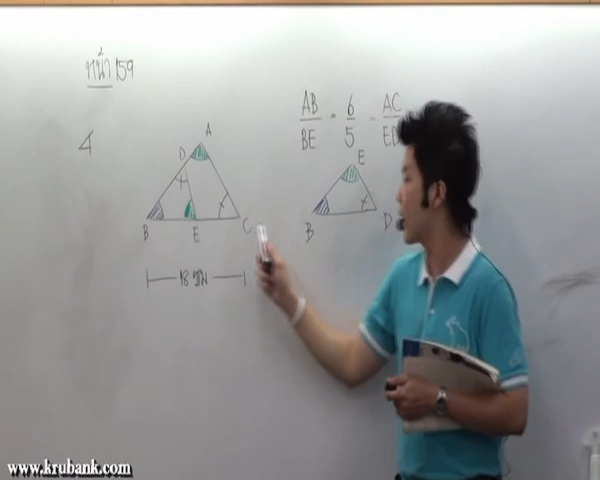 หน้า 159
4
A
D
B E C
18 ซม
AB/BE = 6/5 = AC/ED
E
B D
www.krubank.com